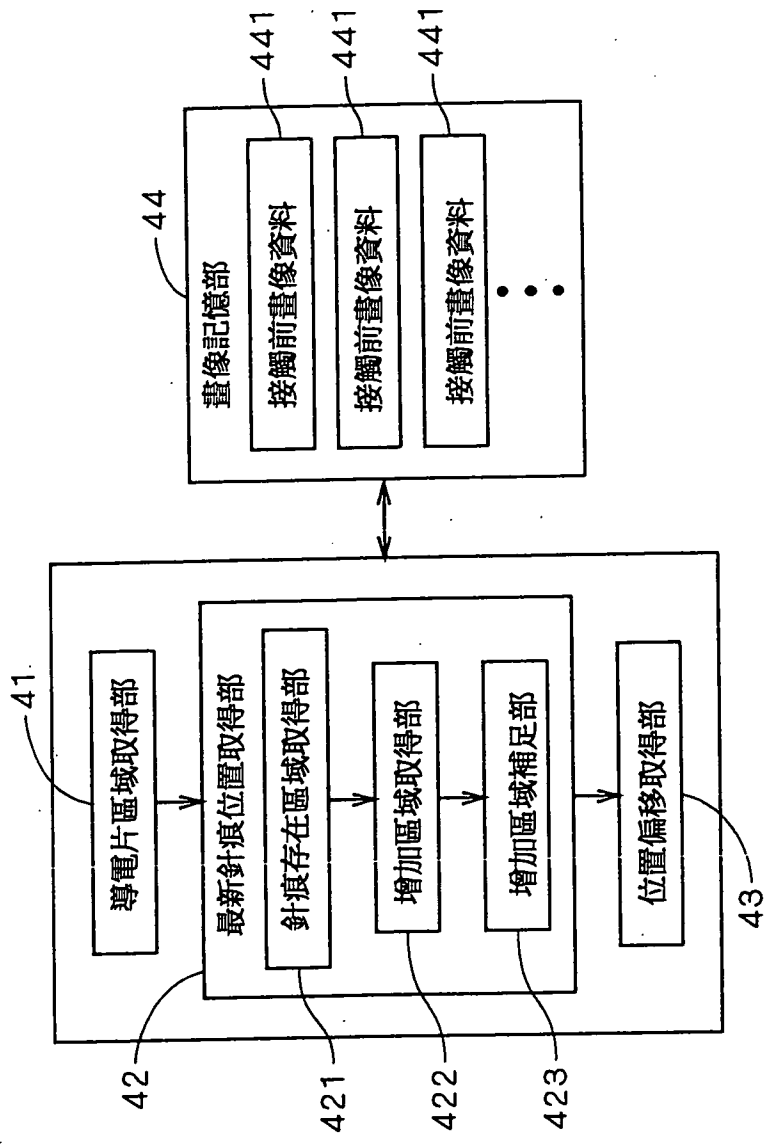 41
導電片區域取得部
42
最新針痕位置取得部
421
針痕存在區域取得部
422
增加區域取得部
423
增加區域補足部
43
位置偏移取得部
44
畫像記憶部
441
接觸前畫像資料
441
接觸前畫像資料
441
接觸前畫像資料